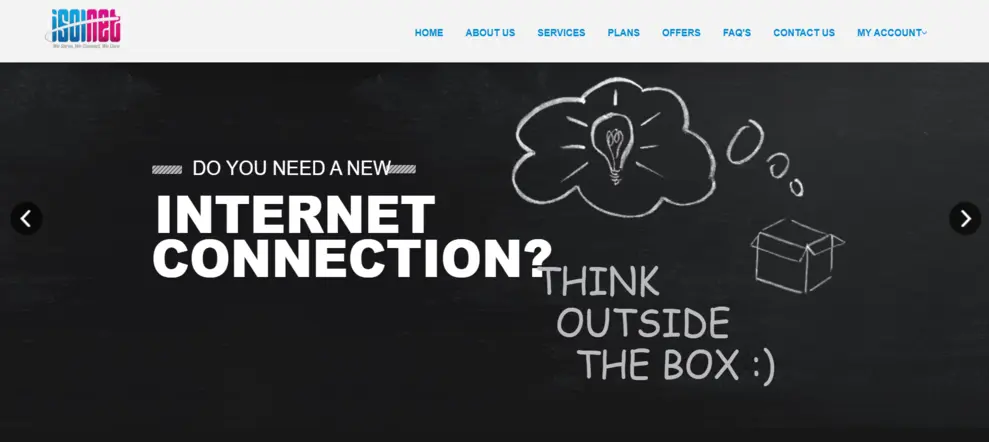 isolnet
We Serve, We Connect, We Care
HOME ABOUT US SERVICES PLANS OFFERS FAQ'S CONTACT US MY ACCOUNT
DO YOU NEED A NEW
INTERNET
CONNECTION?
THINK
OUTSIDE
THE BOX :)